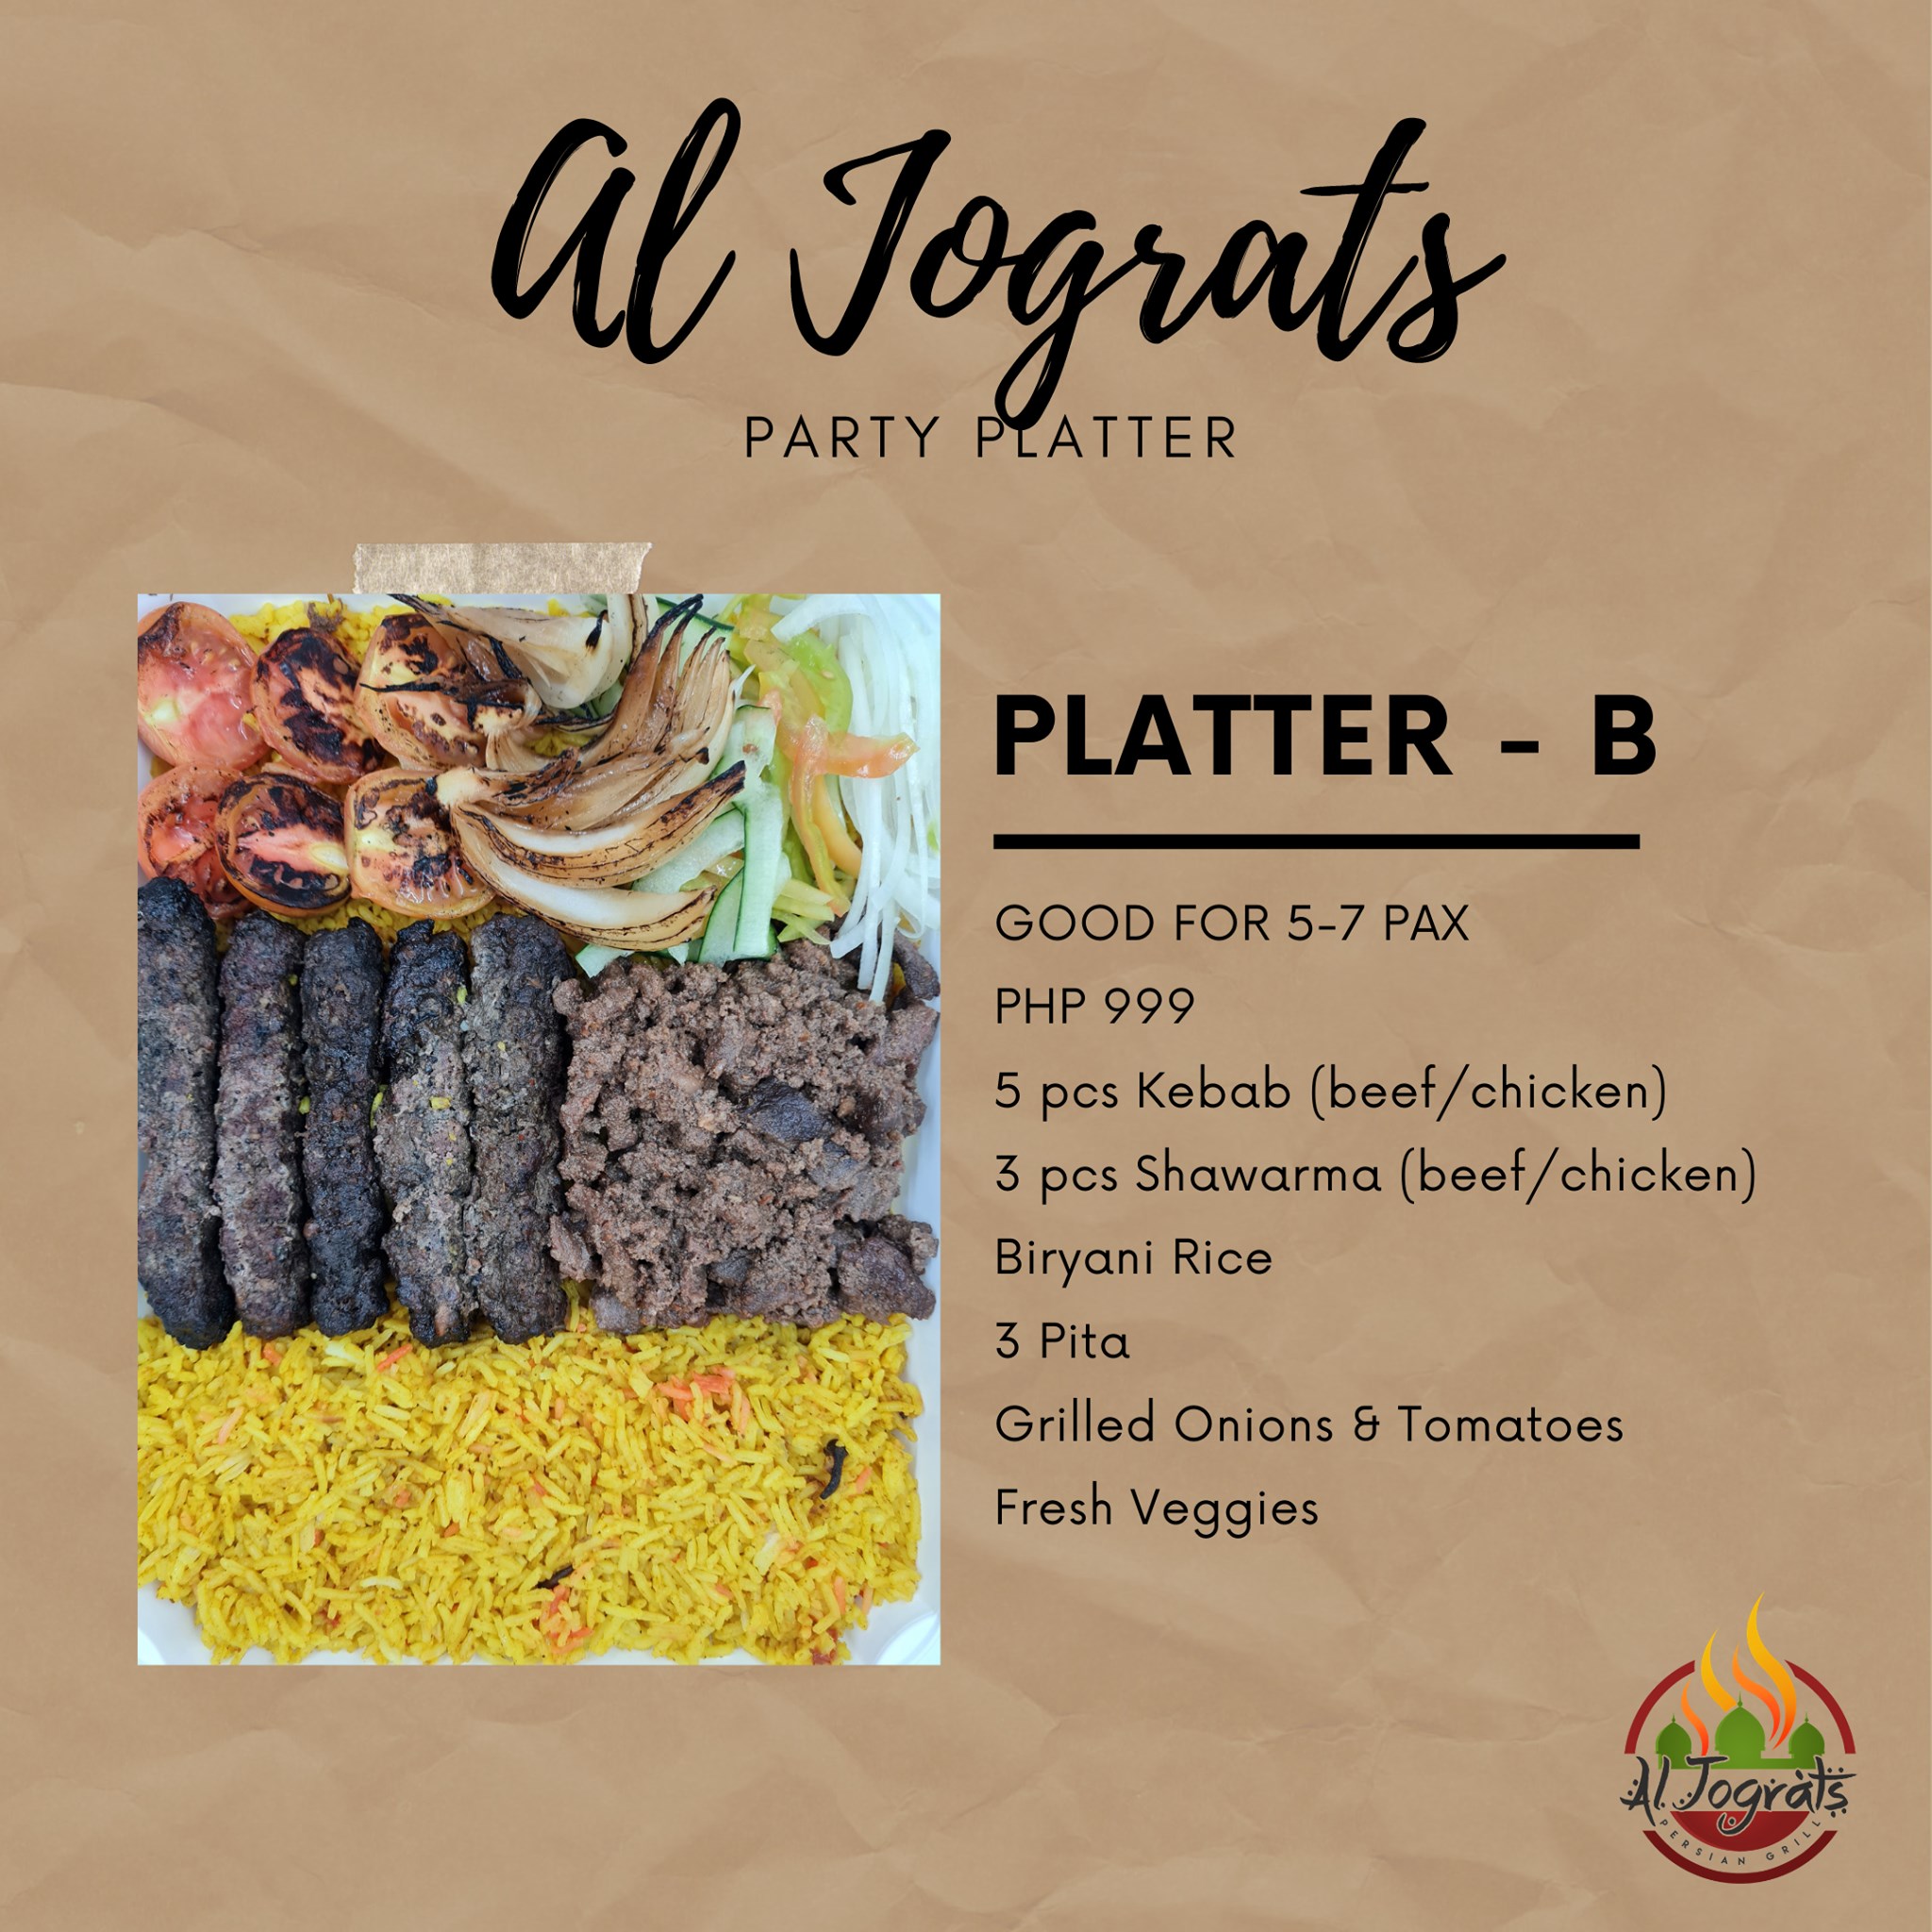 Al Jograts
PARTY PLATTER
PLATTER - B
GOOD FOR 5-7 PAX
PHP 999
5 pcs Kebab (beef/chicken)
3 pcs Shawarma (beef/chicken)
Biryani Rice
3 Pita
Grilled Onions & Tomatoes
Fresh Veggies
Al Jograts
PERSIAN GRILL